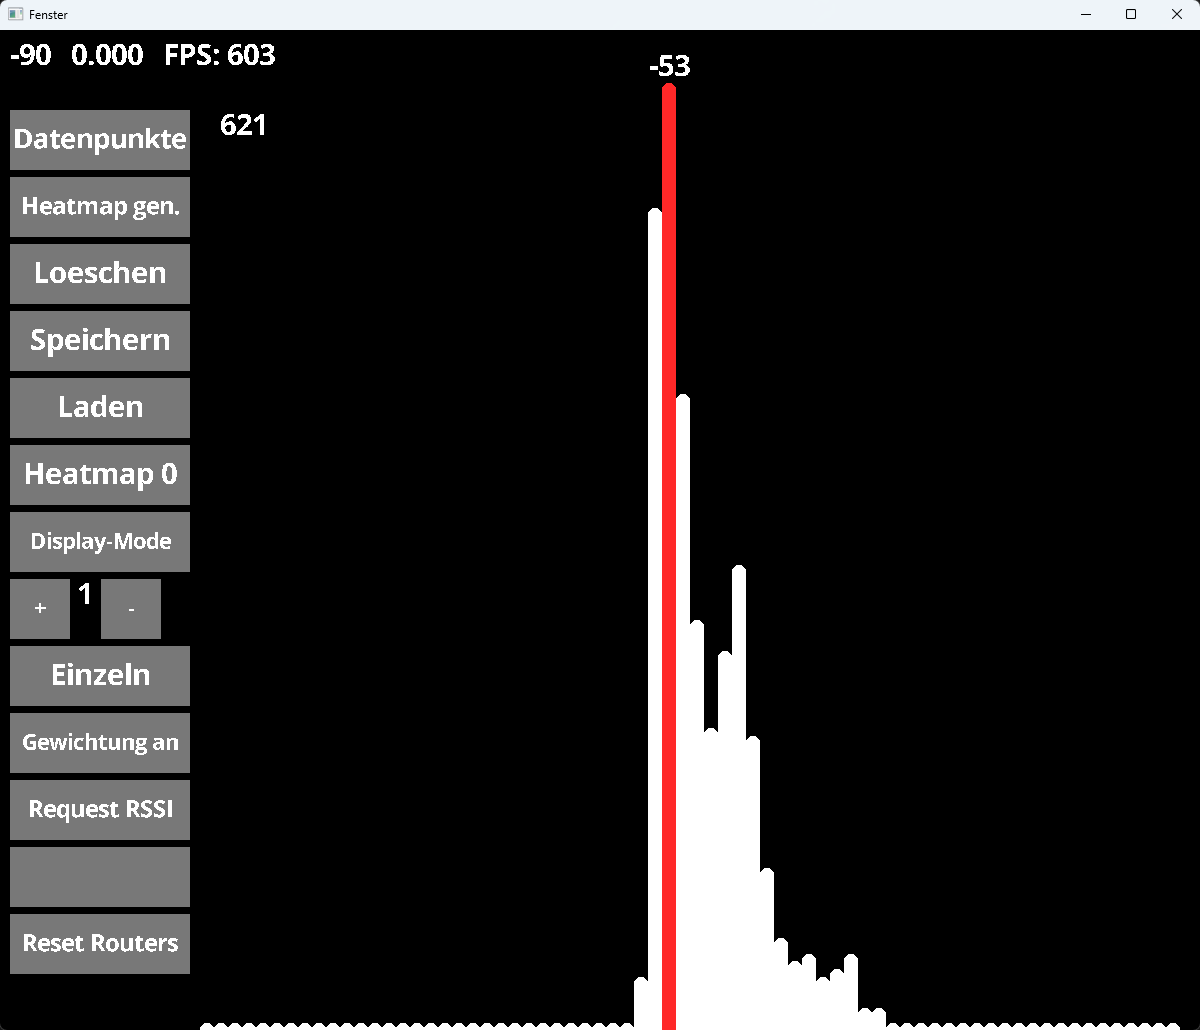 Fenster
-90 0.000 FPS: 603
-53
621
Datenpunkte
Heatmap gen.
Loeschen
Speichern
Laden
Heatmap 0
Display-Mode
+ 1 -
Einzeln
Gewichtung an
Request RSSI
Reset Routers